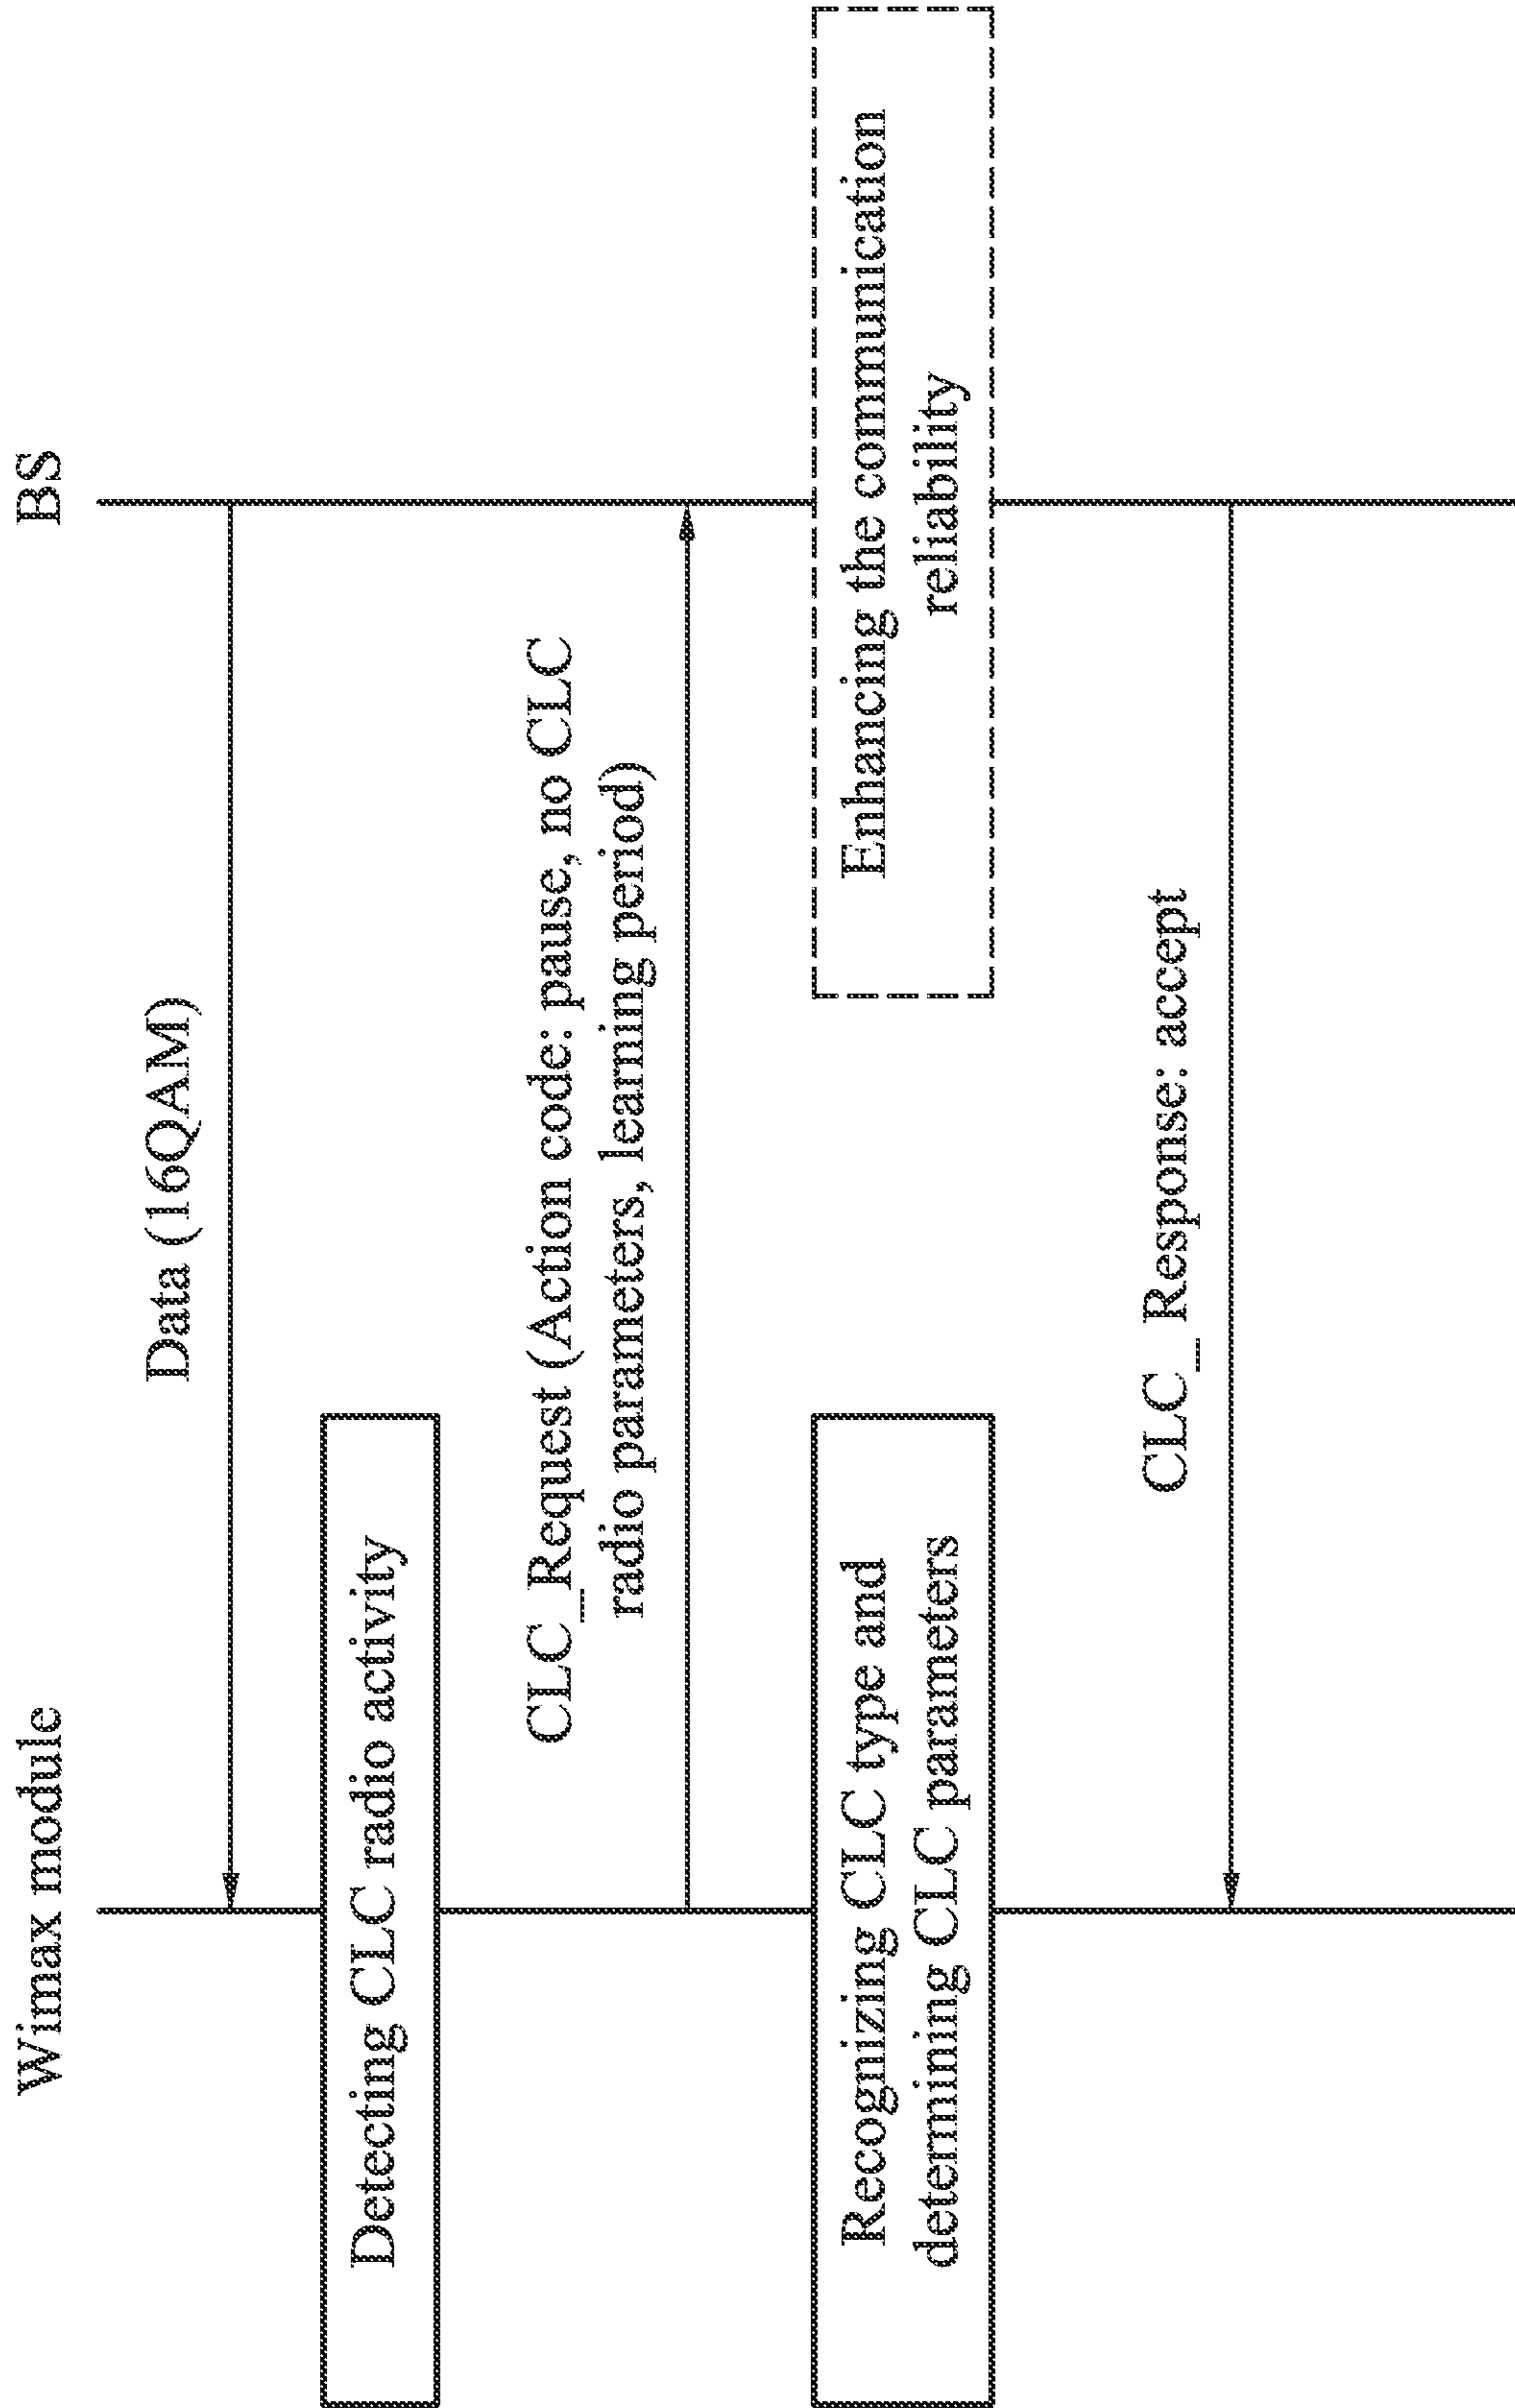 Wimax module
BS
Data (16QAM)
Detecting CLC radio activity
CLC_Request (Action code: pause, no CLC
radio parameters, learning period)
Recognizing CLC type and
determining CLC parameters
Enhancing the communication
reliability
CLC_Response: accept